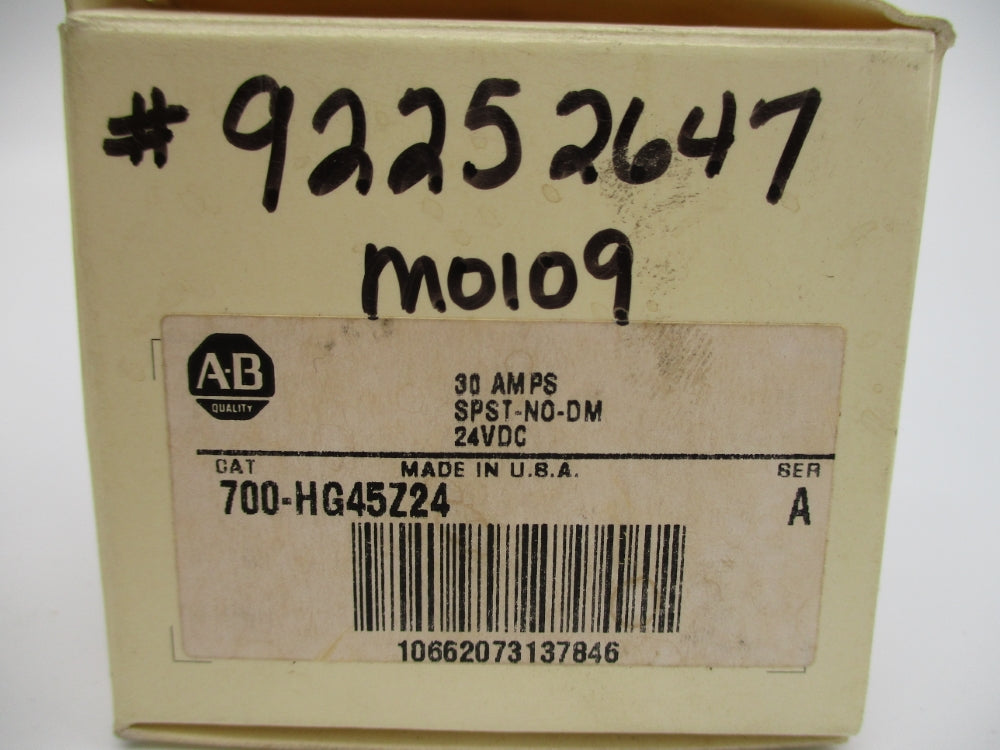 #92252647
M0109
A·B
QUALITY
30 AMPS
SPST-NO-DM
24VDC
CAT MADE IN U.S.A. SER
700-HG45Z24 A
10662073137846